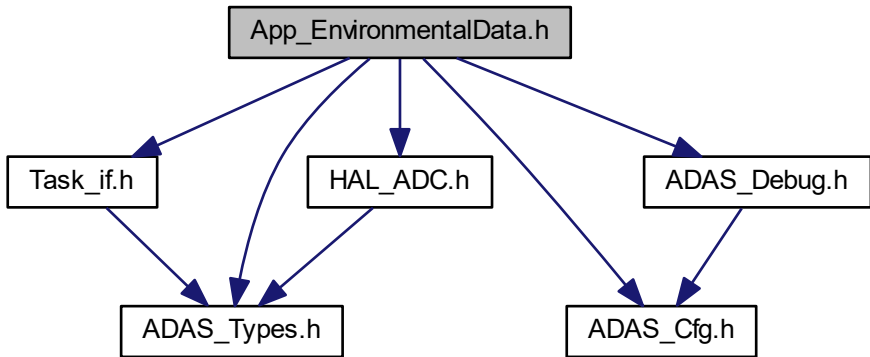 App_EnvironmentalData.h
Task_if.h
HAL_ADC.h
ADAS_Debug.h
ADAS_Types.h
ADAS_Cfg.h